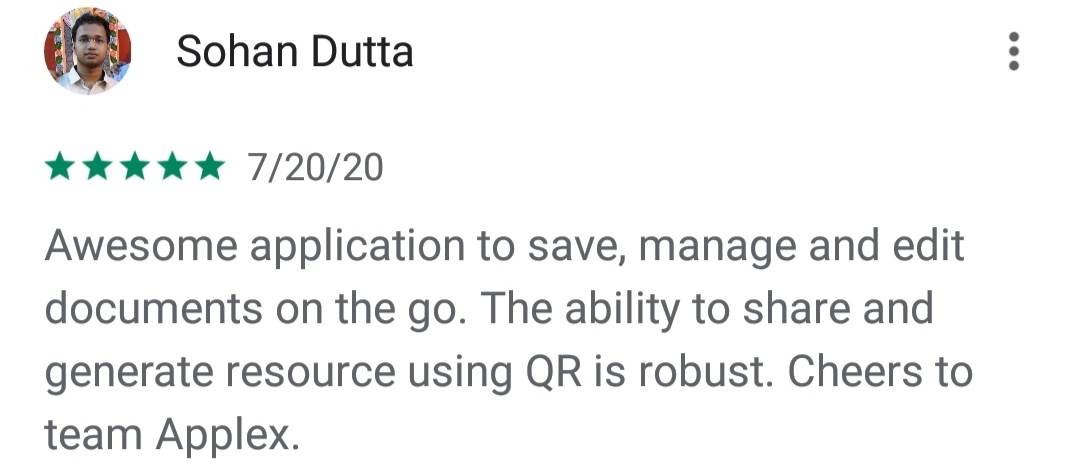 Sohan Dutta
7/20/20
Awesome application to save, manage and edit
documents on the go. The ability to share and
generate resource using QR is robust. Cheers to
team Applex.